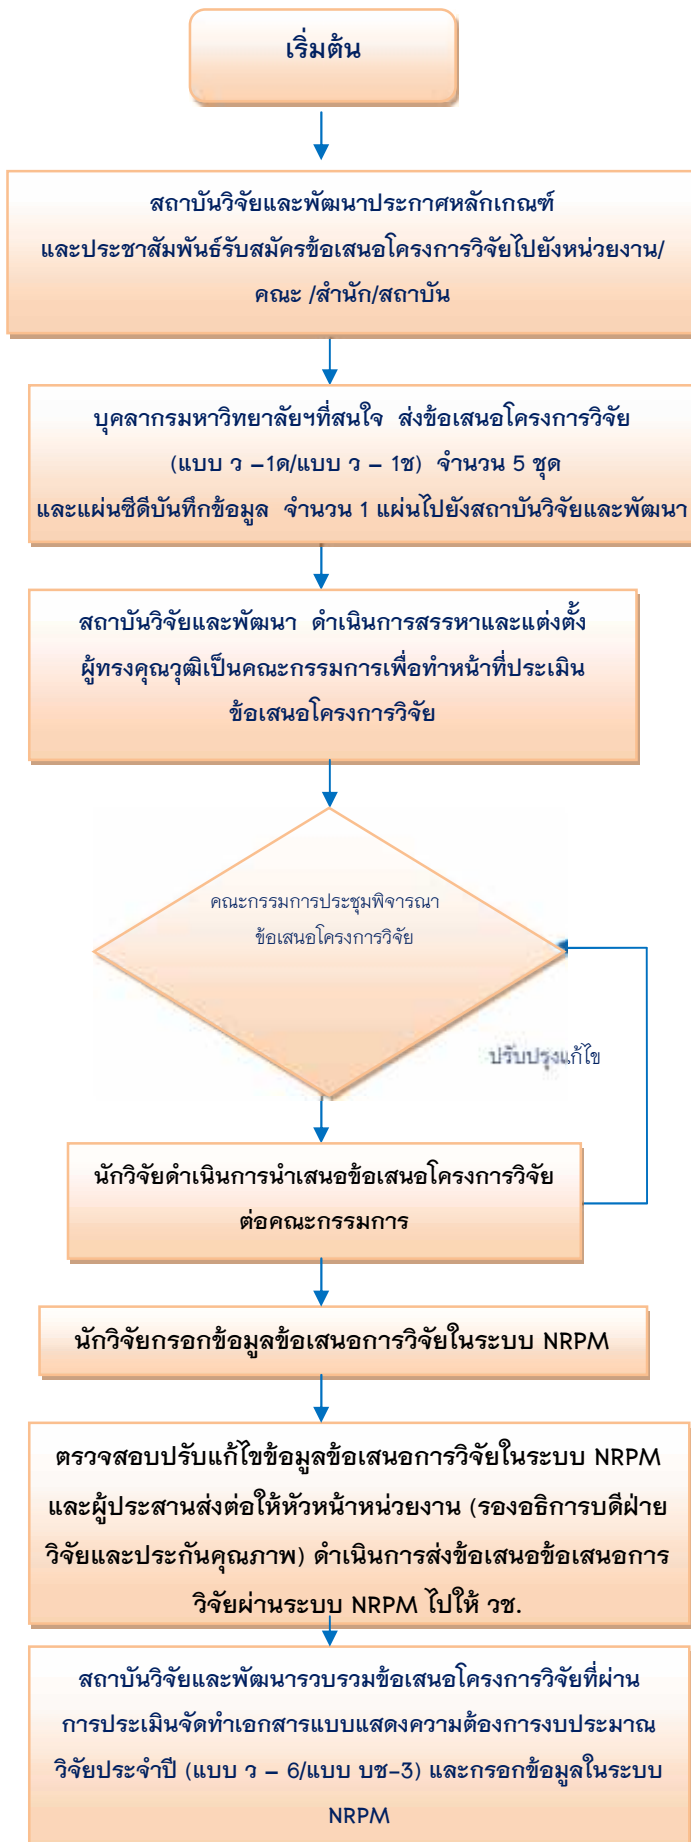 เริ่มต้น
สถาบันวิจัยและพัฒนาประกาศหลักเกณฑ์
และประชาสัมพันธ์รับสมัครข้อเสนอโครงการวิจัยไปยังหน่วยงาน/
คณะ /สำนัก/สถาบัน
บุคลากรมหาวิทยาลัยฯที่สนใจ ส่งข้อเสนอโครงการวิจัย
(แบบ ว –1ด/แบบ ว – 1ช) จำนวน 5 ชุด
และแผ่นซีดีบันทึกข้อมูล จำนวน 1 แผ่นไปยังสถาบันวิจัยและพัฒนา
สถาบันวิจัยและพัฒนา ดำเนินการสรรหาและแต่งตั้ง
ผู้ทรงคุณวุฒิเป็นคณะกรรมการเพื่อทำหน้าที่ประเมิน
ข้อเสนอโครงการวิจัย
คณะกรรมการประชุมพิจารณา
ข้อเสนอโครงการวิจัย
ปรับปรุงแก้ไข
นักวิจัยดำเนินการนำเสนอข้อเสนอโครงการวิจัย
ต่อคณะกรรมการ
นักวิจัยกรอกข้อมูลข้อเสนอการวิจัยในระบบ NRPM
ตรวจสอบปรับแก้ไขข้อมูลข้อเสนอการวิจัยในระบบ NRPM
และผู้ประสานส่งต่อให้หัวหน้าหน่วยงาน (รองอธิการบดีฝ่าย
วิจัยและประกันคุณภาพ) ดำเนินการส่งข้อเสนอข้อเสนอการ
วิจัยผ่านระบบ NRPM ไปให้ วช.
สถาบันวิจัยและพัฒนารวบรวมข้อเสนอโครงการวิจัยที่ผ่าน
การประเมินจัดทำเอกสารแบบแสดงความต้องการงบประมาณ
วิจัยประจำปี (แบบ ว – 6/แบบ บช-3) และกรอกข้อมูลในระบบ
NRPM